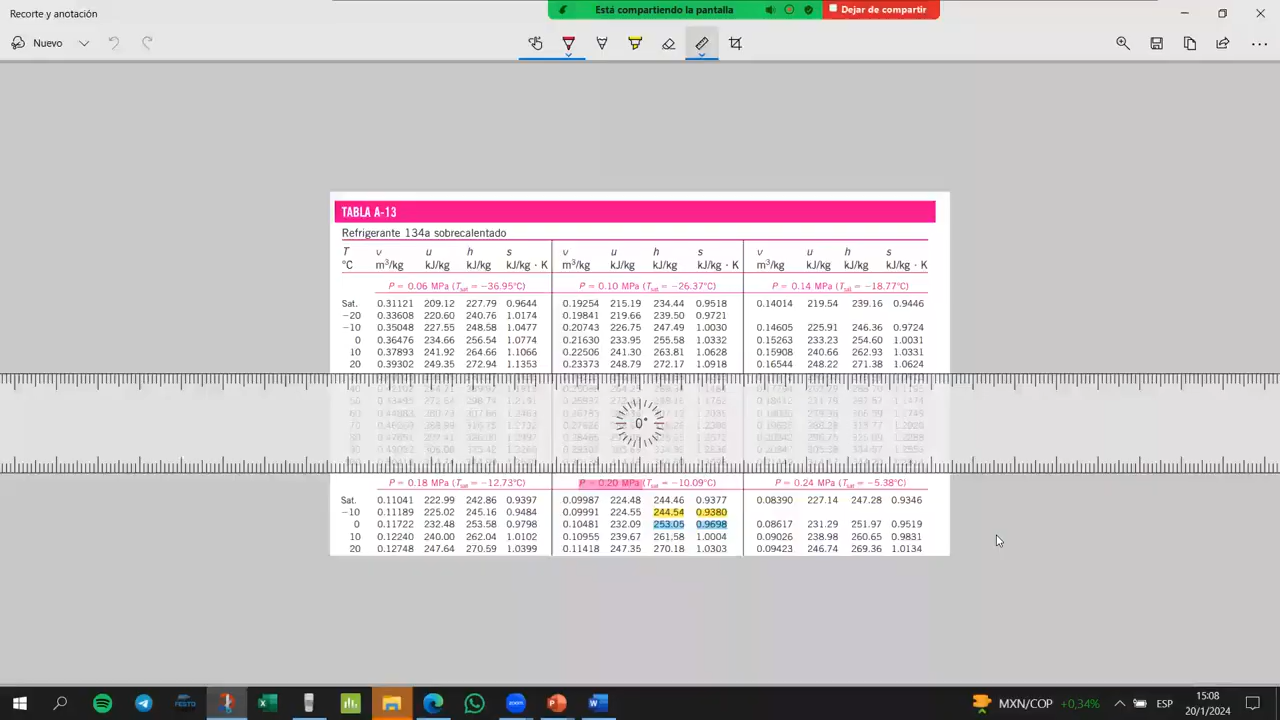 Recorte y anotación
Está compartiendo la pantalla
Dejar de compartir
Nuevo
TABLA A-13
Refrigerante 134a sobrecalentado
T v u h s v u h s v u h s
°C m³/kg kJ/kg kJ/kg kJ/kg · K m³/kg kJ/kg kJ/kg kJ/kg · K m³/kg kJ/kg kJ/kg kJ/kg · K
P = 0.06 MPa (Tsat = −36.95°C) P = 0.10 MPa (Tsat = −26.37°C) P = 0.14 MPa (Tsat = −18.77°C)
Sat. 0.31121 209.12 227.79 0.9644 0.19254 215.19 234.44 0.9518 0.14014 219.54 239.16 0.9446
−20 0.33608 220.60 240.76 1.0174 0.19841 219.66 239.50 0.9721
−10 0.35048 227.55 248.58 1.0477 0.20743 226.75 247.49 1.0030 0.14605 225.91 246.36 0.9724
0 0.36476 234.66 256.54 1.0774 0.21630 233.95 255.58 1.0332 0.15263 233.23 254.60 1.0031
10 0.37893 241.92 264.66 1.1066 0.22506 241.30 263.81 1.0628 0.15908 240.66 262.93 1.0331
20 0.39302 249.35 272.94 1.1353 0.23373 248.79 272.17 1.0918 0.16544 248.22 271.38 1.0624
0°
P = 0.18 MPa (Tsat = −12.73°C) P = 0.20 MPa (Tsat = −10.09°C) P = 0.24 MPa (Tsat = −5.38°C)
Sat. 0.11041 222.99 242.86 0.9397 0.09987 224.48 244.46 0.9377 0.08390 227.14 247.28 0.9346
−10 0.11189 225.02 245.16 0.9484 0.09991 224.55 244.54 0.9380
0 0.11722 232.48 253.58 0.9798 0.10481 232.09 253.05 0.9698 0.08617 231.29 251.97 0.9519
10 0.12240 240.00 262.04 1.0102 0.10955 239.67 261.58 1.0004 0.09026 238.98 260.65 0.9831
20 0.12748 247.64 270.59 1.0399 0.11418 247.35 270.18 1.0303 0.09423 246.74 269.36 1.0134
FESTO
zoom
MXN/COP +0,34%
ESP
15:08
20/1/2024